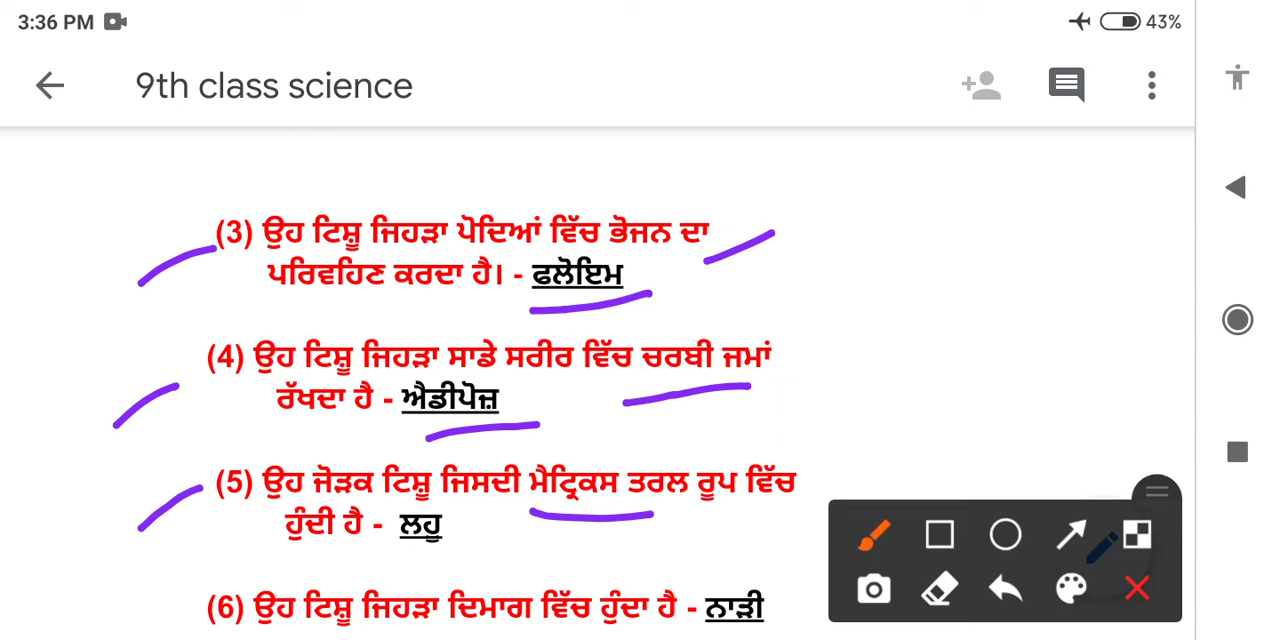 3:36 PM
43%
9th class science
(3) ਉਹ ਟਿਸ਼ੂ ਜਿਹੜਾ ਪੋਦਿਆਂ ਵਿੱਚ ਭੋਜਨ ਦਾ
ਪਰਿਵਹਿਣ ਕਰਦਾ ਹੈ। - ਫਲੋਇਮ
(4) ਉਹ ਟਿਸ਼ੂ ਜਿਹੜਾ ਸਾਡੇ ਸਰੀਰ ਵਿੱਚ ਚਰਬੀ ਜਮਾਂ
ਰੱਖਦਾ ਹੈ - ਐਡੀਪੋਜ਼
(5) ਉਹ ਜੋੜਕ ਟਿਸ਼ੂ ਜਿਸਦੀ ਮੈਟ੍ਰਿਕਸ ਤਰਲ ਰੂਪ ਵਿੱਚ
ਹੁੰਦੀ ਹੈ - ਲਹੂ
(6) ਉਹ ਟਿਸ਼ੂ ਜਿਹੜਾ ਦਿਮਾਗ ਵਿੱਚ ਹੁੰਦਾ ਹੈ - ਨਾੜੀ